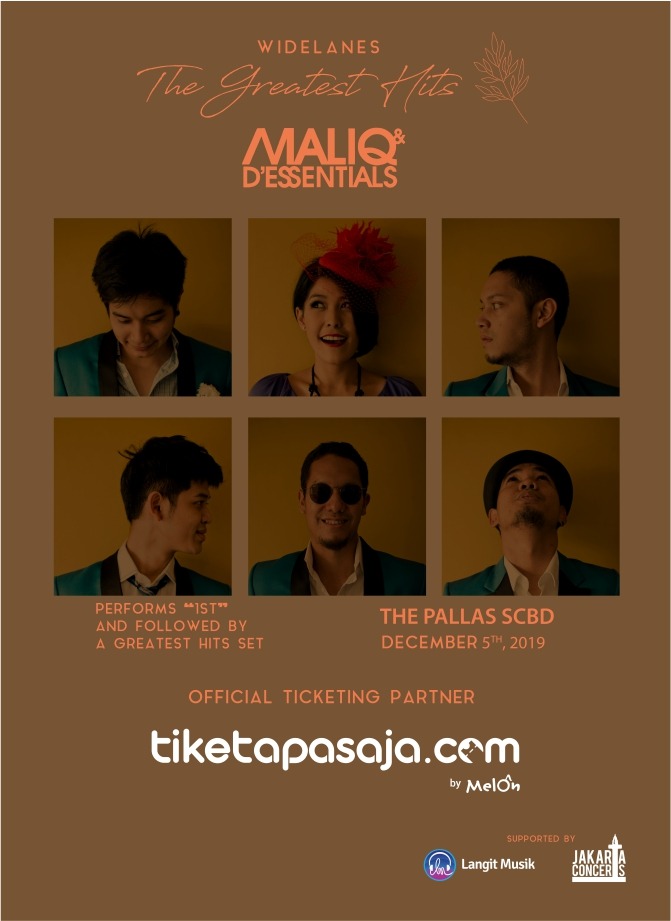 WIDELANES
The Greatest Hits
MALIQ &
D'ESSENTIALS
PERFORMS "1ST"
AND FOLLOWED BY
A GREATEST HITS SET
THE PALLAS SCBD
DECEMBER 5TH, 2019
OFFICIAL TICKETING PARTNER
tiketapasaja.com
by Melon
SUPPORTED BY
Langit Musik
JAKARTA
CONCERTS